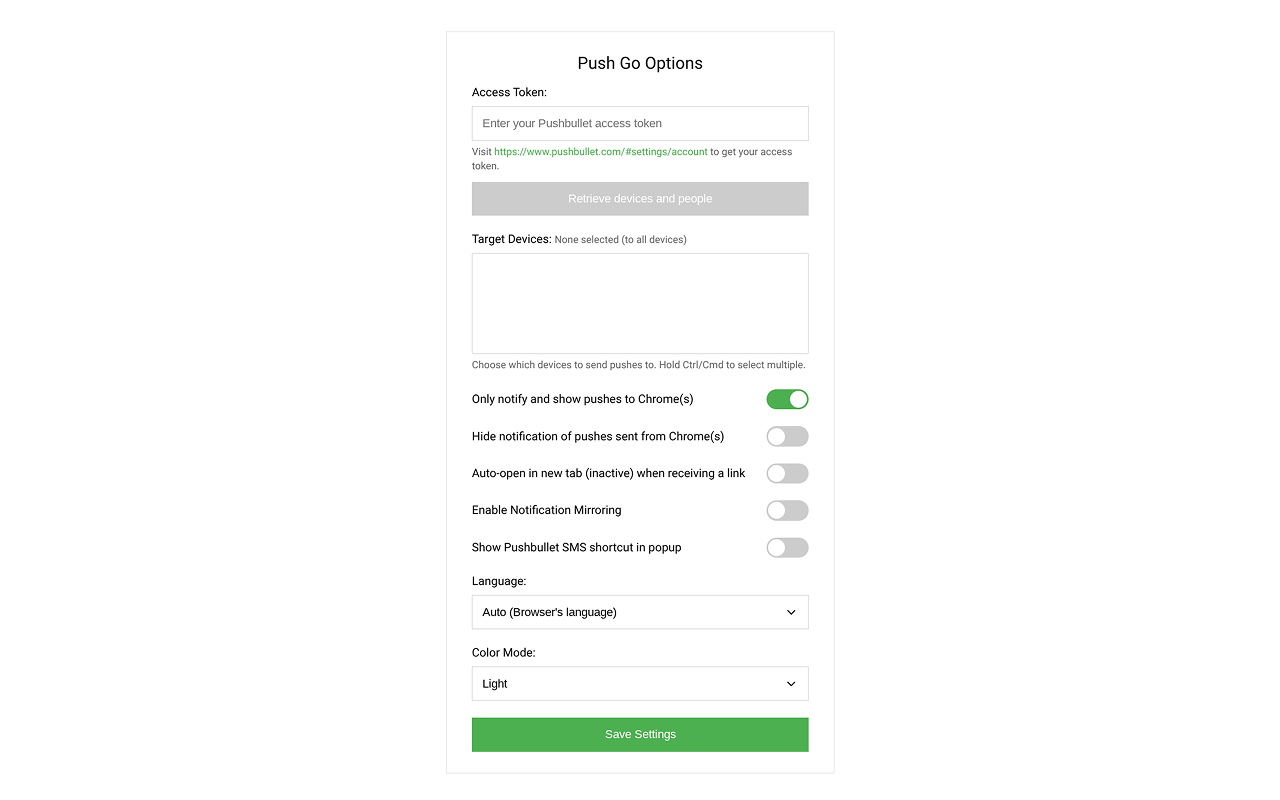 Push Go Options
Access Token:
Enter your Pushbullet access token
Visit https://www.pushbullet.com/#settings/account to get your access
token.
Retrieve devices and people
Target Devices: None selected (to all devices)
Choose which devices to send pushes to. Hold Ctrl/Cmd to select multiple.
Only notify and show pushes to Chrome(s)
Hide notification of pushes sent from Chrome(s)
Auto-open in new tab (inactive) when receiving a link
Enable Notification Mirroring
Show Pushbullet SMS shortcut in popup
Language:
Auto (Browser's language)
Color Mode:
Light
Save Settings